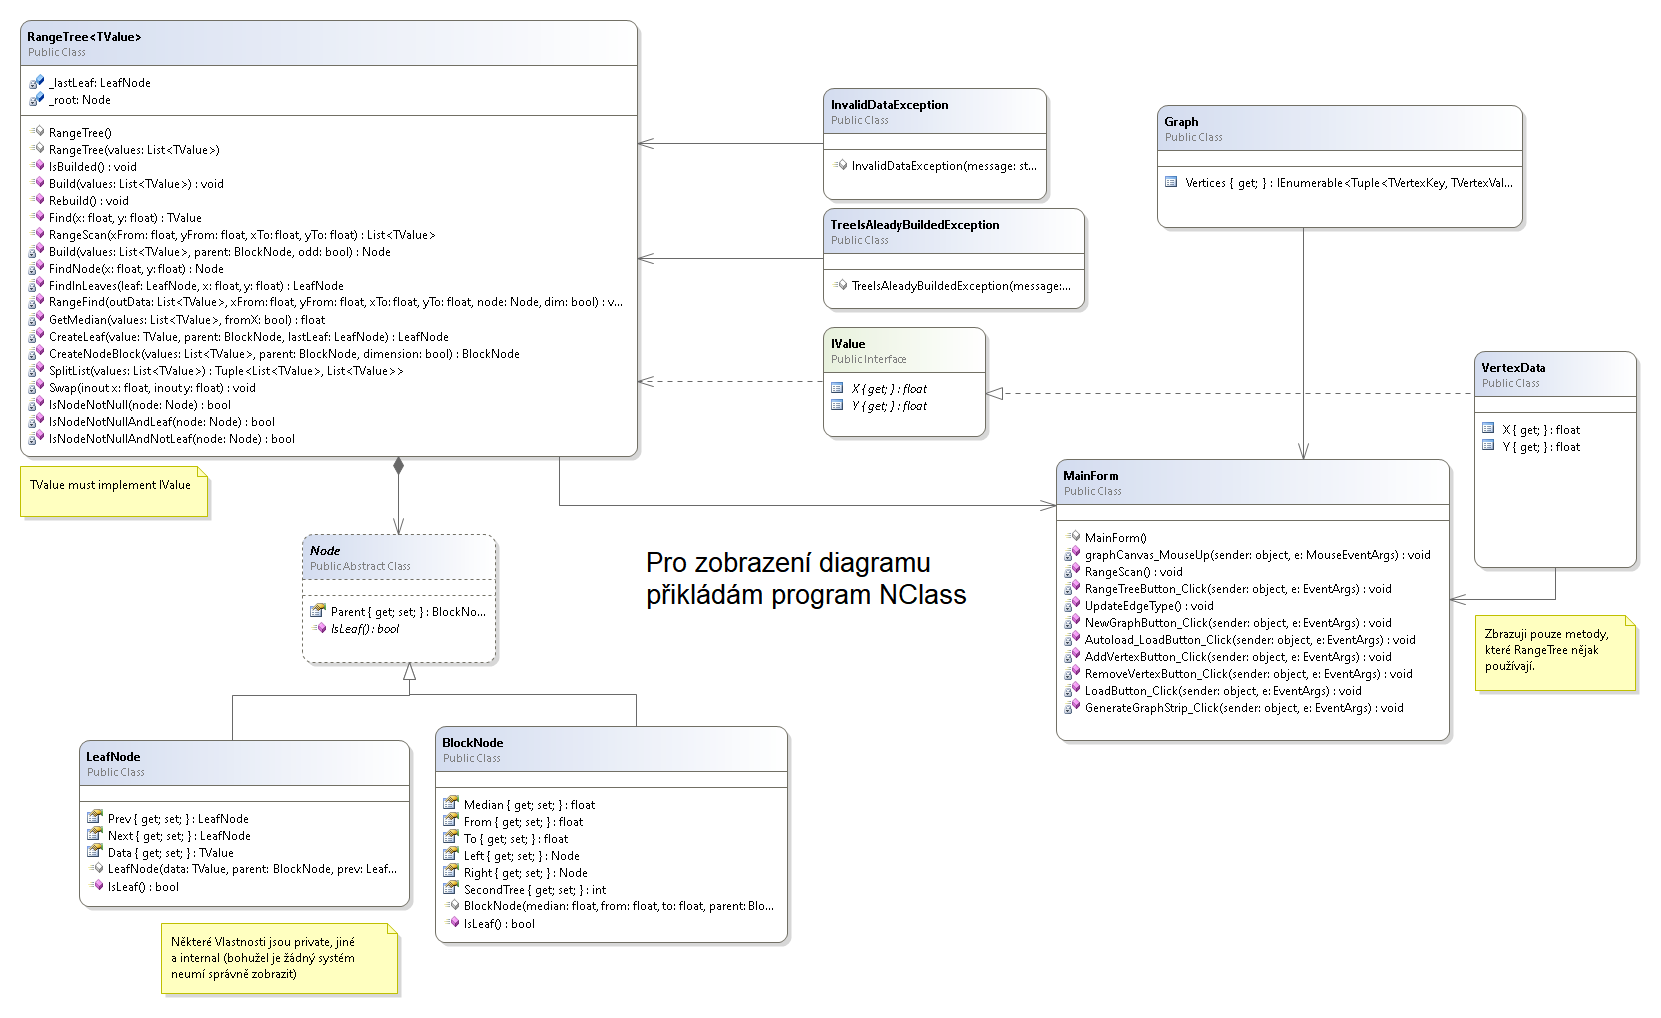 RangeTree<TValue>
Public Class
_lastLeaf: LeafNode
_root: Node
RangeTree()
RangeTree(values: List<TValue>)
IsBuilded() : void
Build(values: List<TValue>) : void
Rebuild() : void
Find(x: float, y: float) : TValue
RangeScan(xFrom: float, yFrom: float, xTo: float, yTo: float) : List<TValue>
Build(values: List<TValue>, parent: BlockNode, odd: bool) : Node
FindNode(x: float, y: float) : Node
FindInLeaves(leaf: LeafNode, x: float, y: float) : LeafNode
RangeFind(outData: List<TValue>, xFrom: float, yFrom: float, xTo: float, yTo: float, node: Node, dim: bool) : v...
GetMedian(values: List<TValue>, fromX: bool) : float
CreateLeaf(value: TValue, parent: BlockNode, lastLeaf: LeafNode) : LeafNode
CreateNodeBlock(values: List<TValue>, parent: BlockNode, dimension: bool) : BlockNode
SplitList(values: List<TValue>) : Tuple<List<TValue>, List<TValue>>
Swap(inout x: float, inout y: float) : void
IsNodeNotNull(node: Node) : bool
IsNodeNotNullAndLeaf(node: Node) : bool
IsNodeNotNullAndNotLeaf(node: Node) : bool
TValue must implement IValue
InvalidDataException
Public Class
InvalidDataException(message: st...
TreeIsAleadyBuildedException
Public Class
TreeIsAleadyBuildedException(message:...
IValue
Public Interface
X { get; } : float
Y { get; } : float
Graph
Public Class
Vertices { get; } : IEnumerable<Tuple<TVertexKey, TVertexVal...
VertexData
Public Class
X { get; } : float
Y { get; } : float
MainForm
Public Class
MainForm()
graphCanvas_MouseUp(sender: object, e: MouseEventArgs) : void
RangeScan() : void
RangeTreeButton_Click(sender: object, e: EventArgs) : void
UpdateEdgeType() : void
NewGraphButton_Click(sender: object, e: EventArgs) : void
Autoload_LoadButton_Click(sender: object, e: EventArgs) : void
AddVertexButton_Click(sender: object, e: EventArgs) : void
RemoveVertexButton_Click(sender: object, e: EventArgs) : void
LoadButton_Click(sender: object, e: EventArgs) : void
GenerateGraphStrip_Click(sender: object, e: EventArgs) : void
Zbrazuji pouze metody,
které RangeTree nějak
používají.
Pro zobrazení diagramu
přikládám program NClass
Node
Public Abstract Class
Parent { get; set; } : BlockNo...
IsLeaf() : bool
LeafNode
Public Class
Prev { get; set; } : LeafNode
Next { get; set; } : LeafNode
Data { get; set; } : TValue
LeafNode(data: TValue, parent: BlockNode, prev: Leaf...
IsLeaf() : bool
BlockNode
Public Class
Median { get; set; } : float
From { get; set; } : float
To { get; set; } : float
Left { get; set; } : Node
Right { get; set; } : Node
SecondTree { get; set; } : int
BlockNode(median: float, from: float, to: float, parent: Blo...
IsLeaf() : bool
Některé Vlastnosti jsou private, jiné
a internal (bohužel je žádný systém
neumí správně zobrazit)